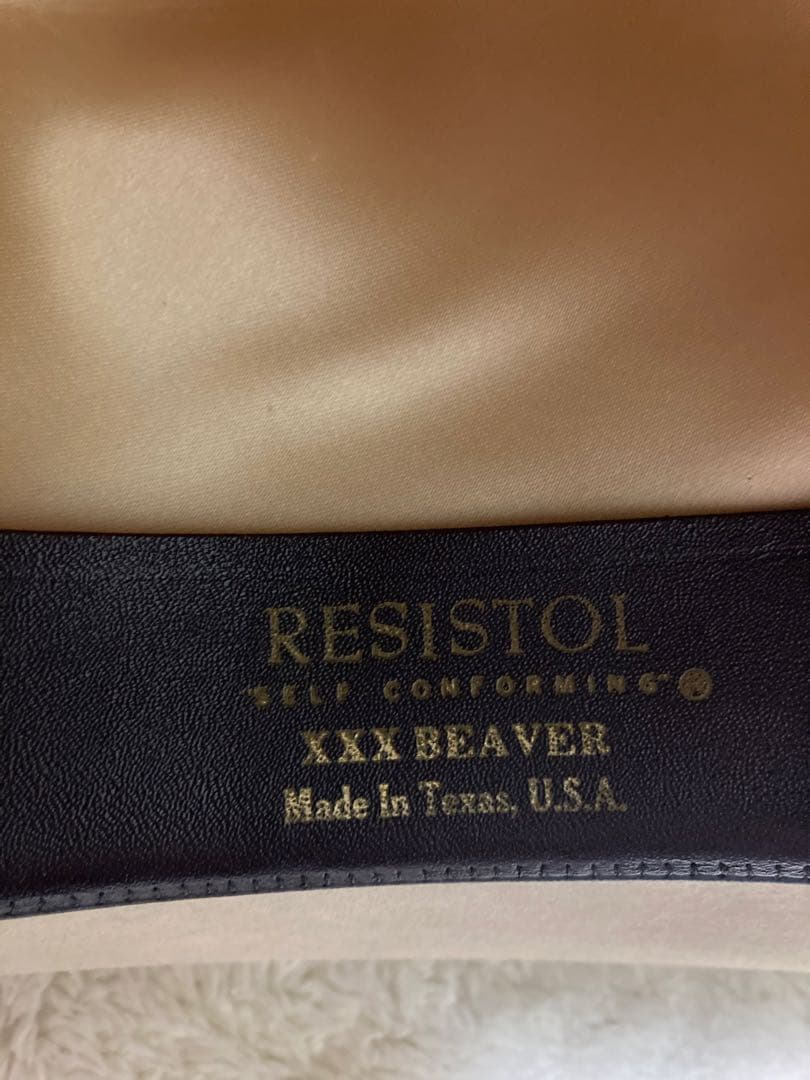 RESISTOL
"SELF CONFORMING" ®
XXX BEAVER
Made In Texas, U.S.A.